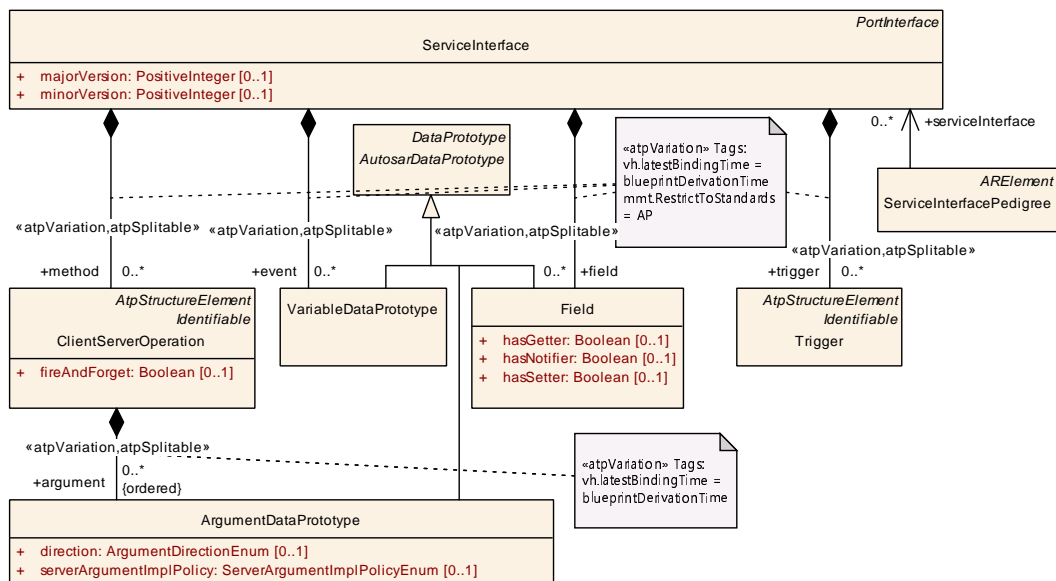 PortInterface
ServiceInterface
+ majorVersion: PositiveInteger [0..1]
+ minorVersion: PositiveInteger [0..1]
0..* +serviceInterface
DataPrototype
AutosarDataPrototype
«atpVariation» Tags:
vh.latestBindingTime =
blueprintDerivationTime
mmt.RestrictToStandards
= AP
ARElement
ServiceInterfacePedigree
«atpVariation,atpSplitable»
«atpVariation,atpSplitable»
«atpVariation,atpSplitable»
«atpVariation,atpSplitable»
+method 0..*
+event 0..*
0..* +field
+trigger 0..*
AtpStructureElement
Identifiable
ClientServerOperation
+ fireAndForget: Boolean [0..1]
VariableDataPrototype
Field
+ hasGetter: Boolean [0..1]
+ hasNotifier: Boolean [0..1]
+ hasSetter: Boolean [0..1]
AtpStructureElement
Identifiable
Trigger
«atpVariation,atpSplitable»
0..*
+argument
{ordered}
«atpVariation» Tags:
vh.latestBindingTime =
blueprintDerivationTime
ArgumentDataPrototype
+ direction: ArgumentDirectionEnum [0..1]
+ serverArgumentImplPolicy: ServerArgumentImplPolicyEnum [0..1]